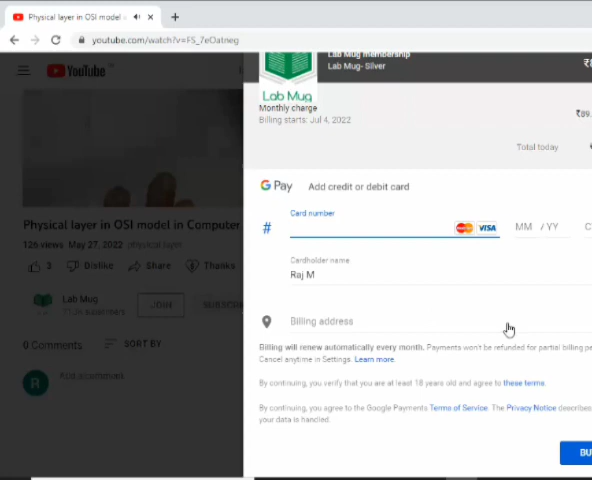 Physical layer in OSI model
youtube.com/watch?v=FS_7eOatneg
YouTube
Lab Mug membership
Lab Mug- Silver
Lab Mug
Monthly charge
Billing starts: Jul 4, 2022
₹89.
Total today
G Pay Add credit or debit card
Card number
# VISA MM / YY
Cardholder name
Raj M
Billing address
Physical layer in OSI model in Computer
126 views May 27, 2022 physical layer
3 Dislike Share Thanks
Lab Mug
JOIN
0 Comments SORT BY
R
Billing will renew automatically every month. Payments won't be refunded for partial billing pe
Cancel anytime in Settings. Learn more.
By continuing, you verify that you are at least 18 years old and agree to these terms.
By continuing, you agree to the Google Payments Terms of Service. The Privacy Notice describes
your data is handled.
BU